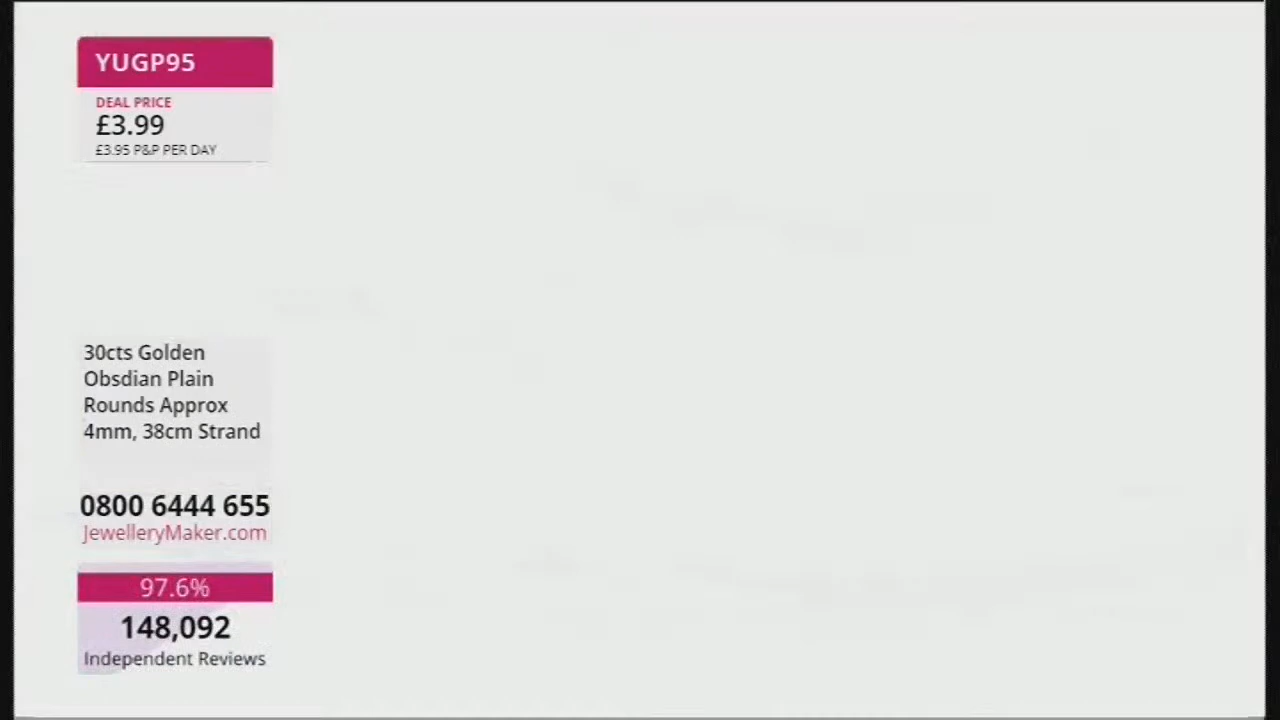 YUGP95
DEAL PRICE
£3.99
£3.95 P&P PER DAY
30cts Golden
Obsdian Plain
Rounds Approx
4mm, 38cm Strand
0800 6444 655
JewelleryMaker.com
97.6%
148,092
Independent Reviews